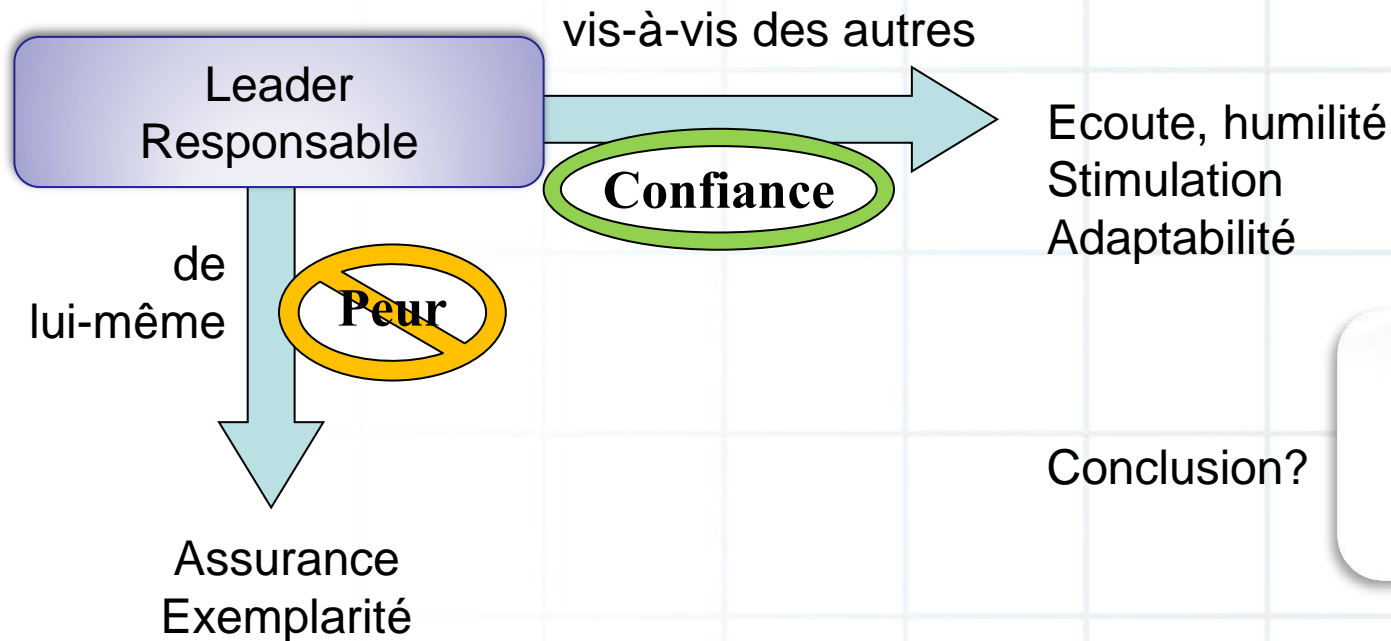 vis-à-vis des autres
Leader
Responsable
Confiance
Ecoute, humilité
Stimulation
Adaptabilité
de
lui-même
Peur
Conclusion?
Assurance
Exemplarité